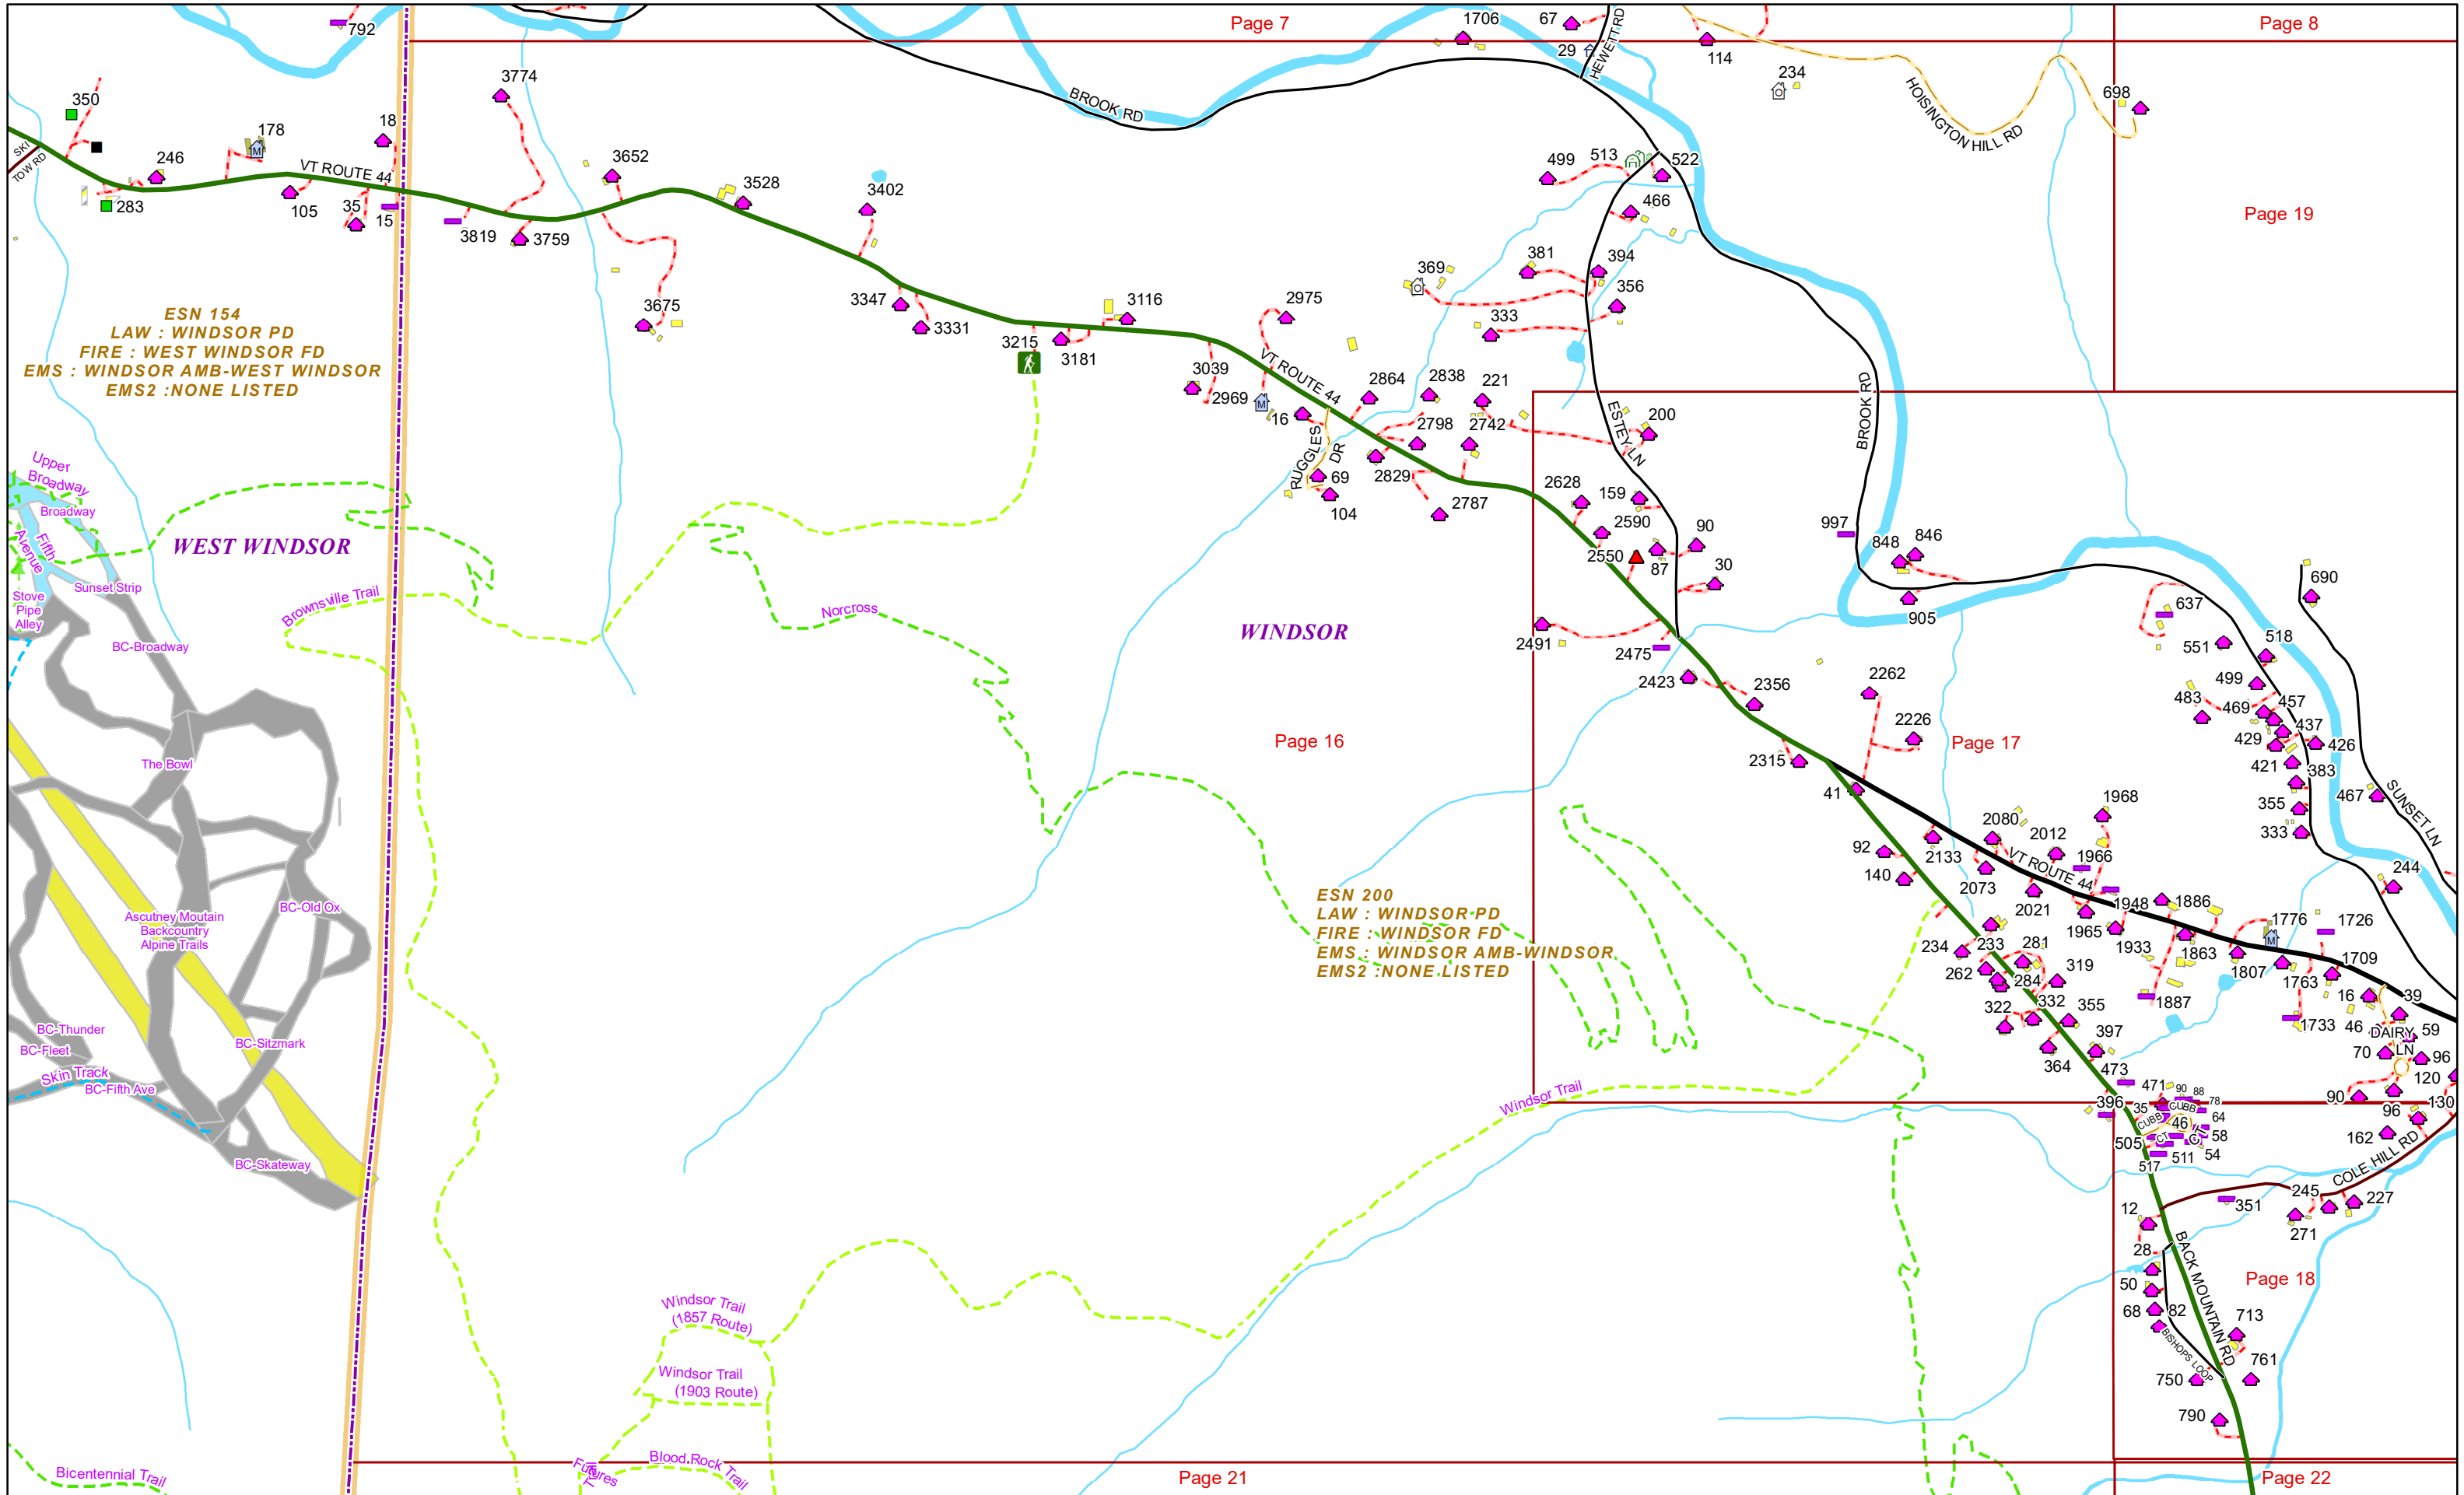 Page 7
Page 8
792
1706
67
29
HEWETT RD
114
234
HOISINGTON HILL RD
698
350
3774
BROOK RD
SKI
TOW RD
246
178
18
VT ROUTE 44
283
105
35
15
3819
3759
3652
3528
3402
499
513
522
466
Page 19
381
394
369
356
333
3675
3347
3331
3215
3181
3116
2975
ESN 154
LAW : WINDSOR PD
FIRE : WEST WINDSOR FD
EMS : WINDSOR AMB-WEST WINDSOR
EMS2 :NONE LISTED
VT ROUTE 44
3039
2969
16
2864
2838
221
2798
2742
RUGGLES
DR
69
104
2829
2787
ESTEY LN
200
BROOK RD
2628
159
2590
90
2550
87
30
997
848
846
905
690
637
551
518
499
483
469
457
437
429
426
421
383
467
355
333
SUNSET LN
244
Upper
Broadway
Broadway
Fifth
Avenue
Sunset Strip
Stove
Pipe
Alley
BC-Broadway
WEST WINDSOR
Brownsville Trail
Norcross
WINDSOR
2491
2475
2423
2356
2262
2226
Page 16
Page 17
2315
41
The Bowl
92
140
2133
2080
2073
2012
2021
1968
1966
VT ROUTE 44
1948
1965
1933
1886
1863
1887
1807
1776
1763
1733
1726
1709
16
39
46
DAIRY
LN
59
70
96
120
90
96
130
162
ESN 200
LAW : WINDSOR PD
FIRE : WINDSOR FD
EMS : WINDSOR AMB-WINDSOR
EMS2 :NONE LISTED
234
233
262
281
284
319
322
332
355
364
397
473
471
396
35
90
88
78
64
CUBB
CUBB
46
CT
CT
58
54
505
511
517
BC-Old Ox
Ascutney Moutain
Backcountry
Alpine Trails
BC-Thunder
BC-Fleet
Skin Track
BC-Fifth Ave
BC-Sitzmark
BC-Skateway
Windsor Trail
COLE HILL RD
12
351
245
227
271
28
50
68
82
BACK MOUNTAIN RD
BISHOPS LOOP
Page 18
713
761
750
790
Windsor Trail
(1857 Route)
Windsor Trail
(1903 Route)
Blood Rock Trail
Futures
Bicentennial Trail
Page 21
Page 22